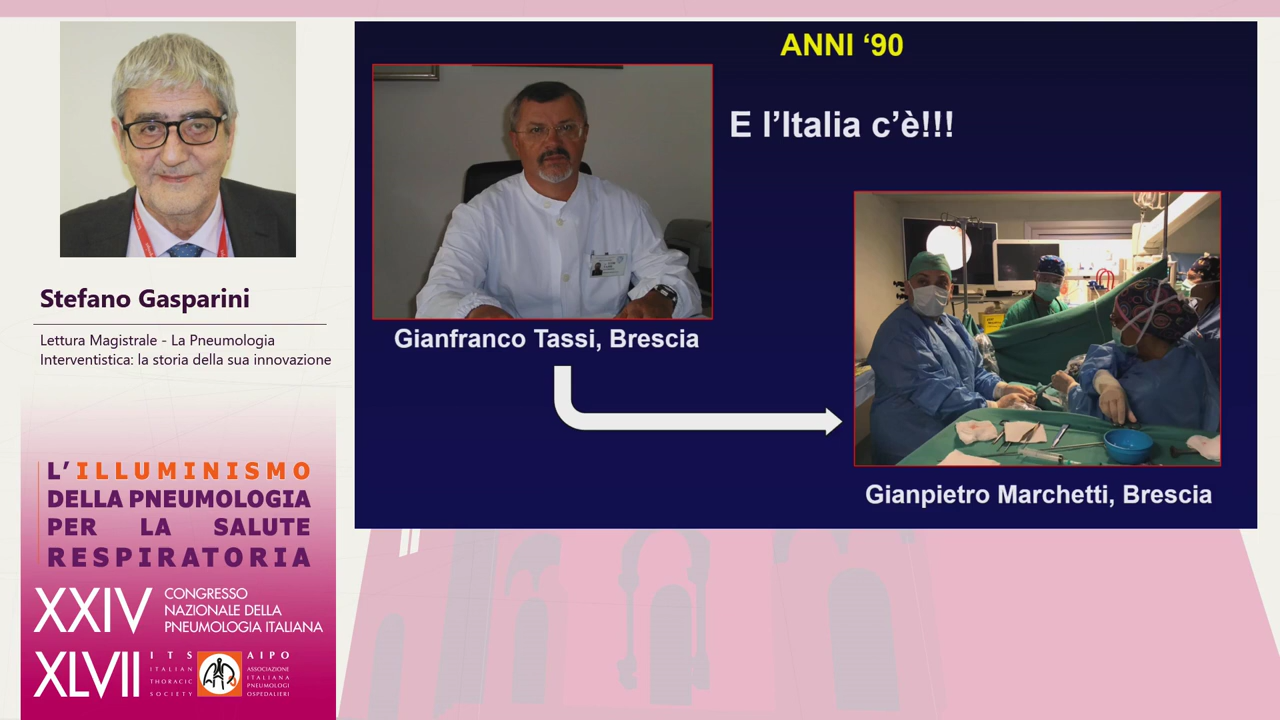 Stefano Gasparini
Lettura Magistrale - La Pneumologia
Interventistica: la storia della sua innovazione
L’ILLUMINISMO
DELLA PNEUMOLOGIA
PER LA SALUTE
RESPIRATORIA
XXIV
CONGRESSO
NAZIONALE DELLA
PNEUMOLOGIA ITALIANA
XLVII
ITS
ITALIAN
THORACIC
SOCIETY
AIPO
ASSOCIAZIONE
ITALIANA
PNEUMOLOGI
OSPEDALIERI
ANNI ‘90
E l’Italia c’è!!!
Gianfranco Tassi, Brescia
Gianpietro Marchetti, Brescia